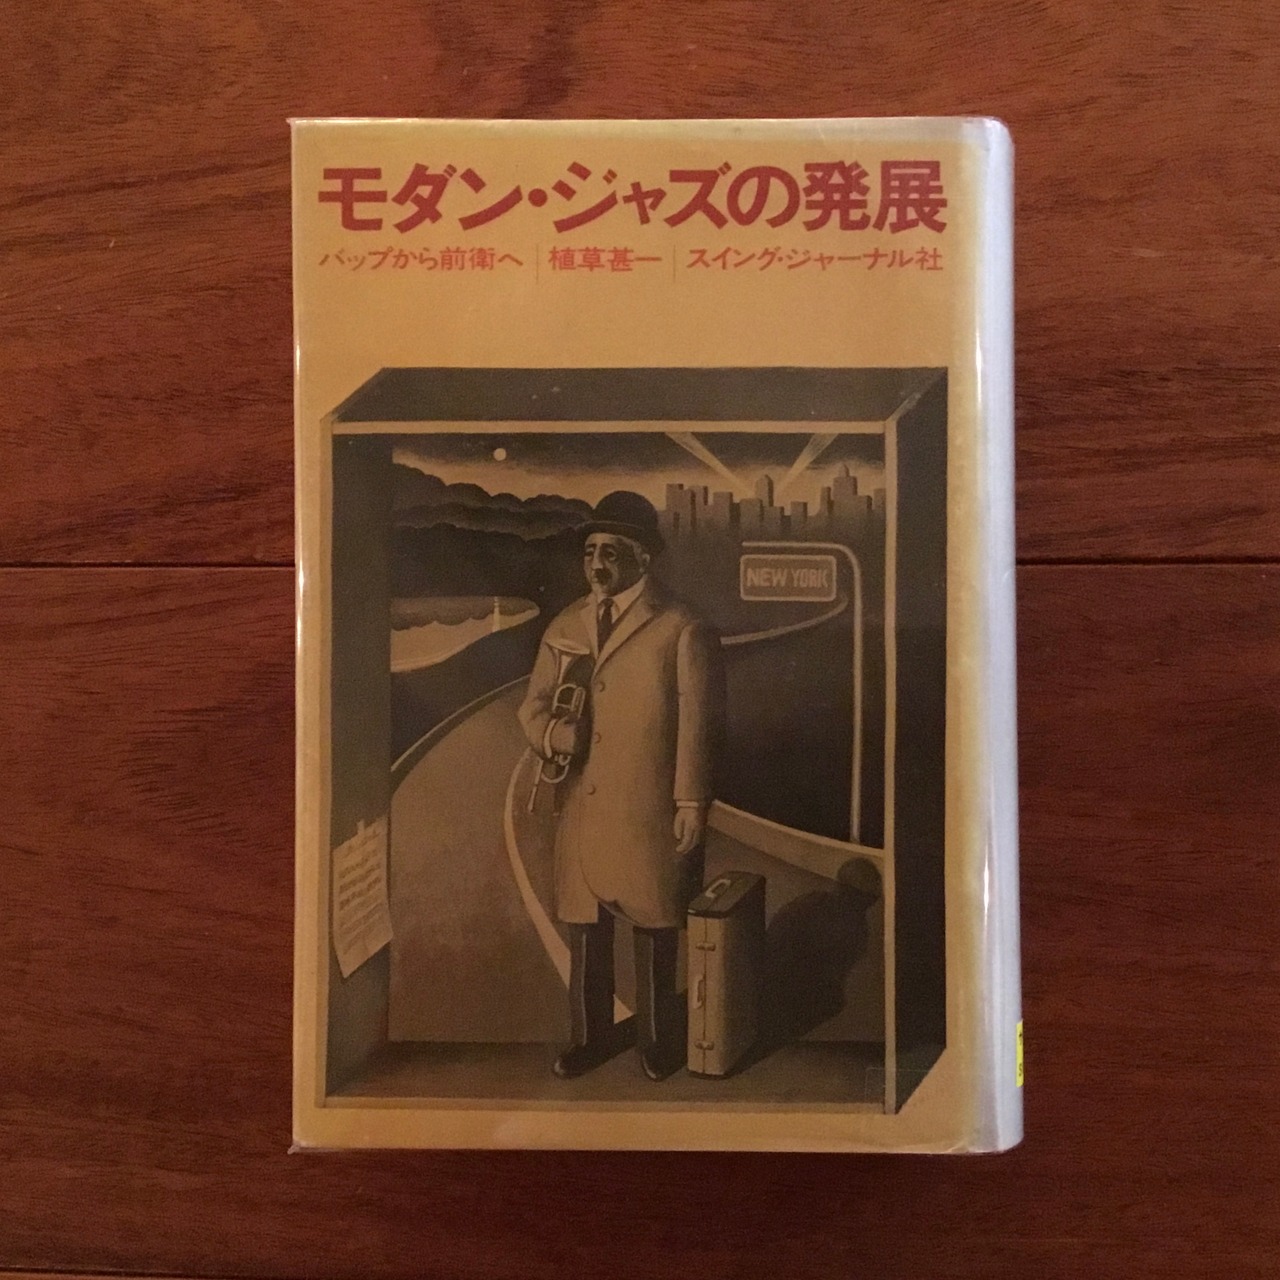 モダン・ジャズの発展
バップから前衛へ 植草甚一 スイング・ジャーナル社
NEW YORK